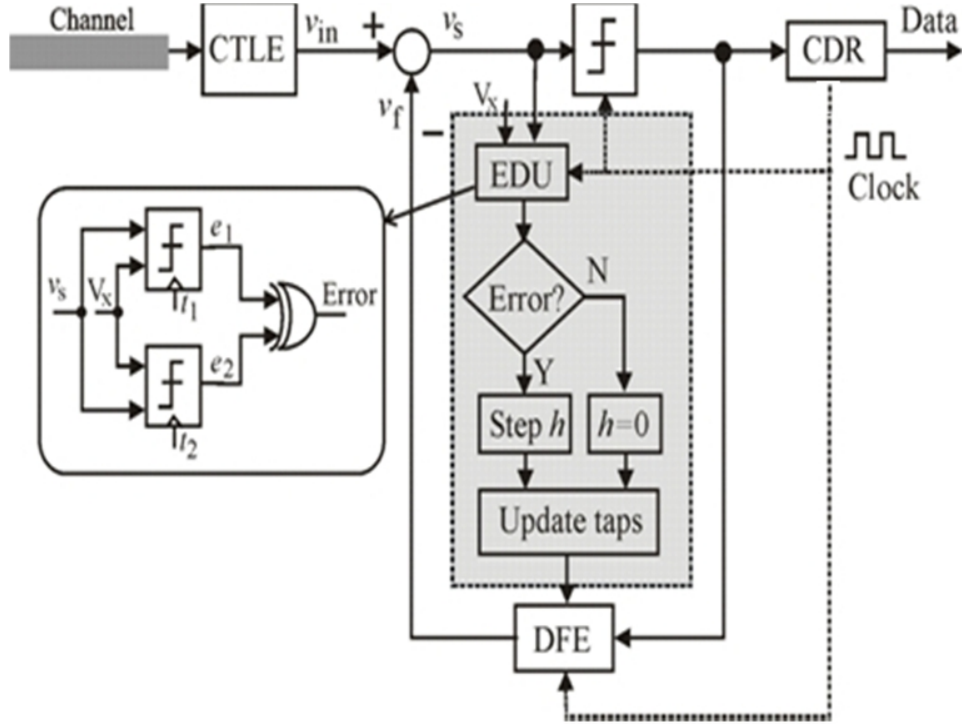 Channel
CTLE
vin
+
vs
CDR
Data
vf
−
Vx
EDU
Clock
Error?
N
Y
Step h
h=0
Update taps
DFE
vs
Vx
e1
t1
e2
t2
Error